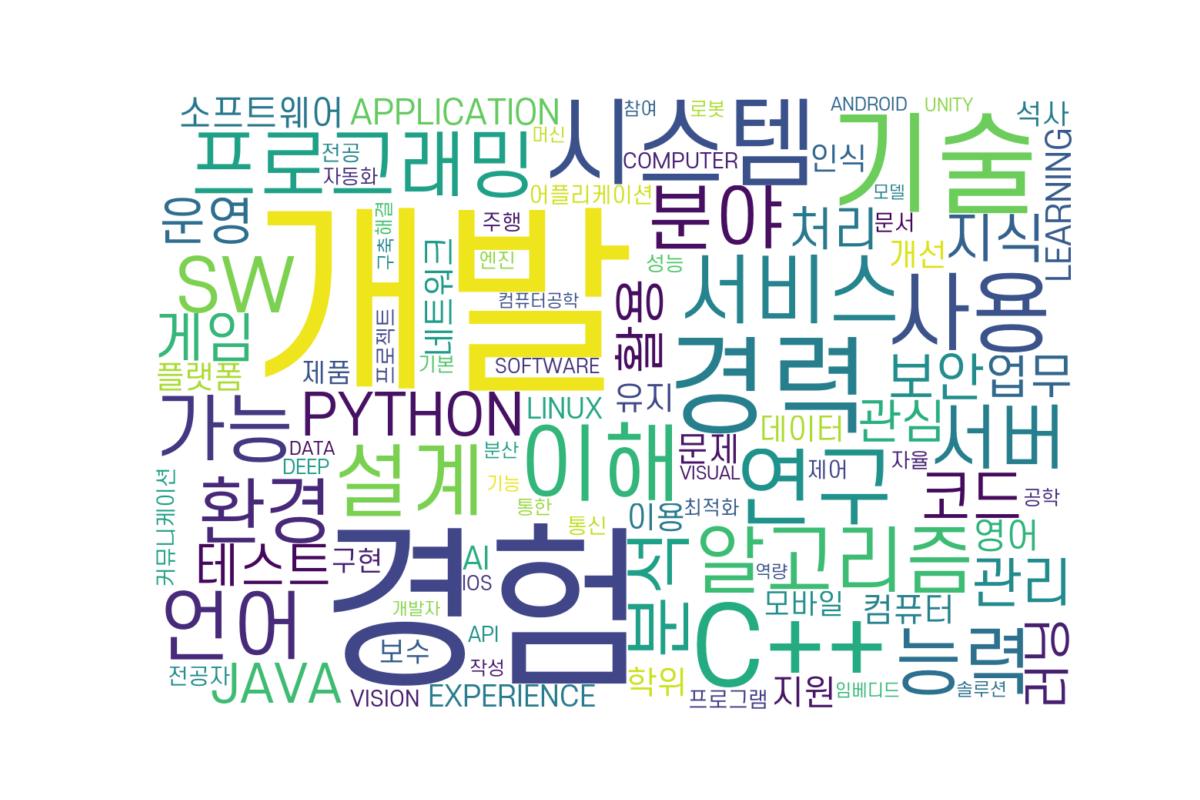 소프트웨어
APPLICATION
시스템
참여
로봇
ANDROID
UNITY
석사
프로그래밍
전공
자동화
머신
COMPUTER
인식
기술
LEARNING
운영
개발
구축
해결
주행
어플리케이션
분야
처리
모델
문서
지식
SW
네트워크
엔진
성능
개선
게임
컴퓨터공학
활용
서비스
사용
플랫폼
제품
프로젝트
기본
SOFTWARE
유지
경력
보안
업무
가능
PYTHON
LINUX
데이터
관심
서버
DATA
DEEP
설계
분산
이해
문제
VISUAL
연구
제어
자율
커뮤니케이션
환경
기능
통한
통신
이용
최적화
코드
공학
테스트
구현
AI
IOS
경험
분석
알고리즘
영어
역량
관리
언어
개발자
보수
API
C++
모바일
컴퓨터
능력
러닝
전공자
JAVA
VISION
작성
EXPERIENCE
학위
프로그램
지원
임베디드
솔루션